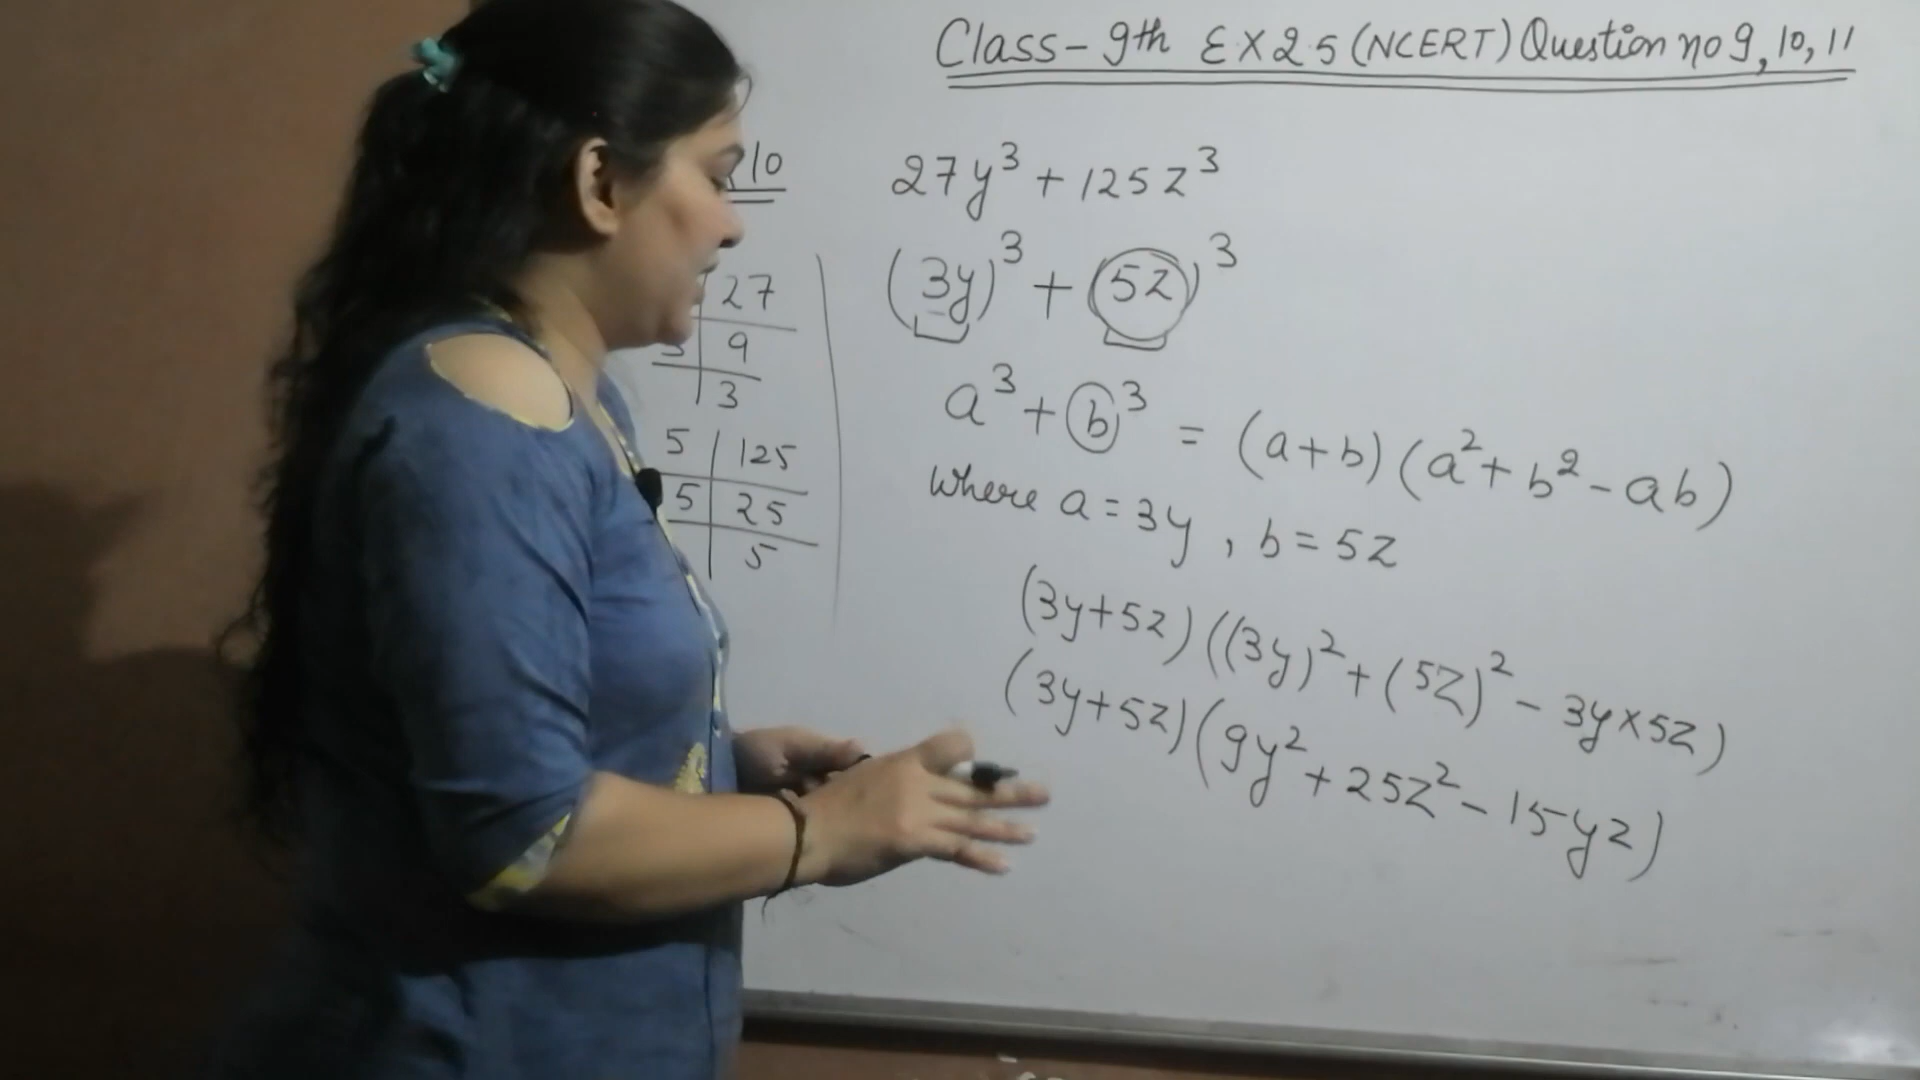 Class-9th EX 2.5 (NCERT) Question no 9, 10, 11
10
27
9
3
5 | 125
5 | 25
5
27y³ + 125z³
(3y)³ + (5z)³
a³ + b³ = (a+b) (a² + b² - ab)
where a = 3y, b = 5z
(3y+5z) ((3y)² + (5z)² - 3y×5z)
(3y+5z) (9y² + 25z² - 15yz)